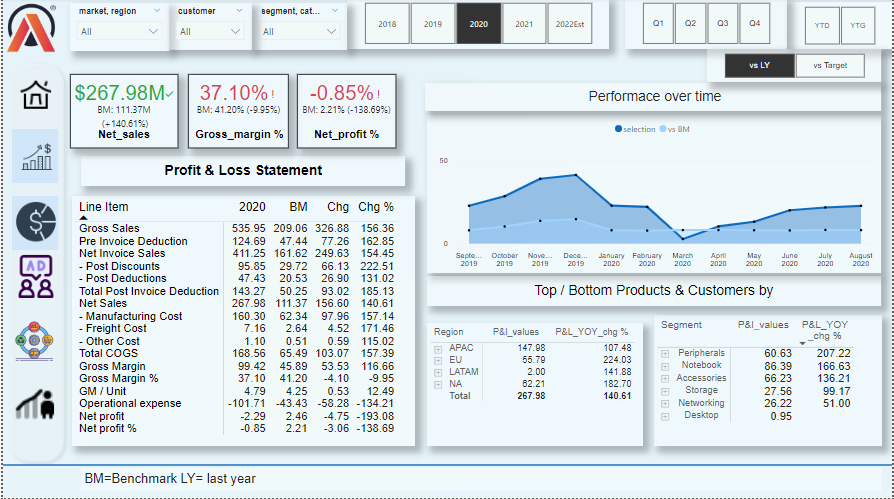 market, region
customer
segment, cat...
All
All
All
2018
2019
2020
2021
2022Est
Q1
Q2
Q3
Q4
YTD
YTG
vs LY
vs Target
$267.98M
BM: 111.37M
(+140.61%)
Net_sales
37.10% !
BM: 41.20% (-9.95%)
Gross_margin %
-0.85% !
BM: 2.21% (-138.69%)
Net_profit %
Performace over time
selection
vs BM
50
0
Septe... 2019
October 2019
Nove... 2019
Dece... 2019
January 2020
February 2020
March 2020
April 2020
May 2020
June 2020
July 2020
August 2020
AD
Profit & Loss Statement
Line Item 2020 BM Chg Chg %
Gross Sales 535.95 209.06 326.88 156.36
Pre Invoice Deduction 124.69 47.44 77.26 162.85
Net Invoice Sales 411.25 161.62 249.63 154.45
- Post Discounts 95.85 29.72 66.13 222.51
- Post Deductions 47.43 20.53 26.90 131.02
Total Post Invoice Deduction 143.27 50.25 93.02 185.13
Net Sales 267.98 111.37 156.60 140.61
- Manufacturing Cost 160.30 62.34 97.96 157.14
- Freight Cost 7.16 2.64 4.52 171.46
- Other Cost 1.10 0.51 0.59 115.02
Total COGS 168.56 65.49 103.07 157.39
Gross Margin 99.42 45.89 53.53 116.66
Gross Margin % 37.10 41.20 -4.10 -9.95
GM / Unit 4.79 4.25 0.53 12.49
Operational expense -101.71 -43.43 -58.28 -134.21
Net profit -2.29 2.46 -4.75 -193.08
Net profit % -0.85 2.21 -3.06 -138.69
Top / Bottom Products & Customers by
Region P&l_values P&L_YOY_chg %
APAC 147.98 107.48
EU 55.79 224.03
LATAM 2.00 141.88
NA 62.21 182.70
Total 267.98 140.61
Segment P&l_values P&L_YOY
_chg %
Peripherals 60.63 207.22
Notebook 86.39 166.63
Accessories 66.23 136.21
Storage 27.56 99.17
Networking 26.22 51.00
Desktop 0.95
BM=Benchmark LY= last year